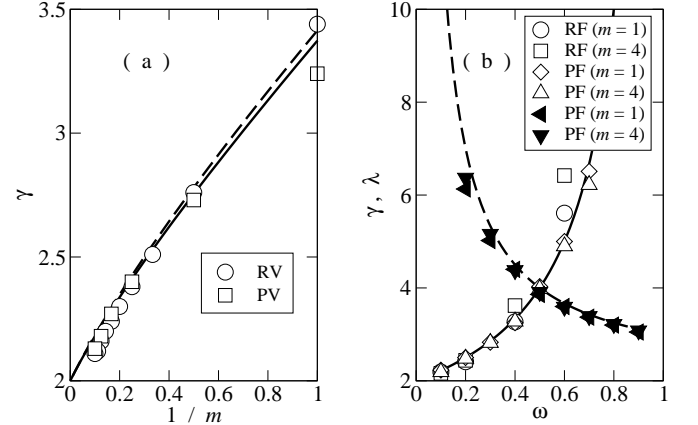 3.5
3
2.5
2
γ
( a )
RV
PV
0 0.2 0.4 0.6 0.8 1
1 / m
10
8
6
4
2
γ, λ
( b )
RF (m = 1)
RF (m = 4)
PF (m = 1)
PF (m = 4)
PF (m = 1)
PF (m = 4)
0 0.2 0.4 0.6 0.8 1
ω